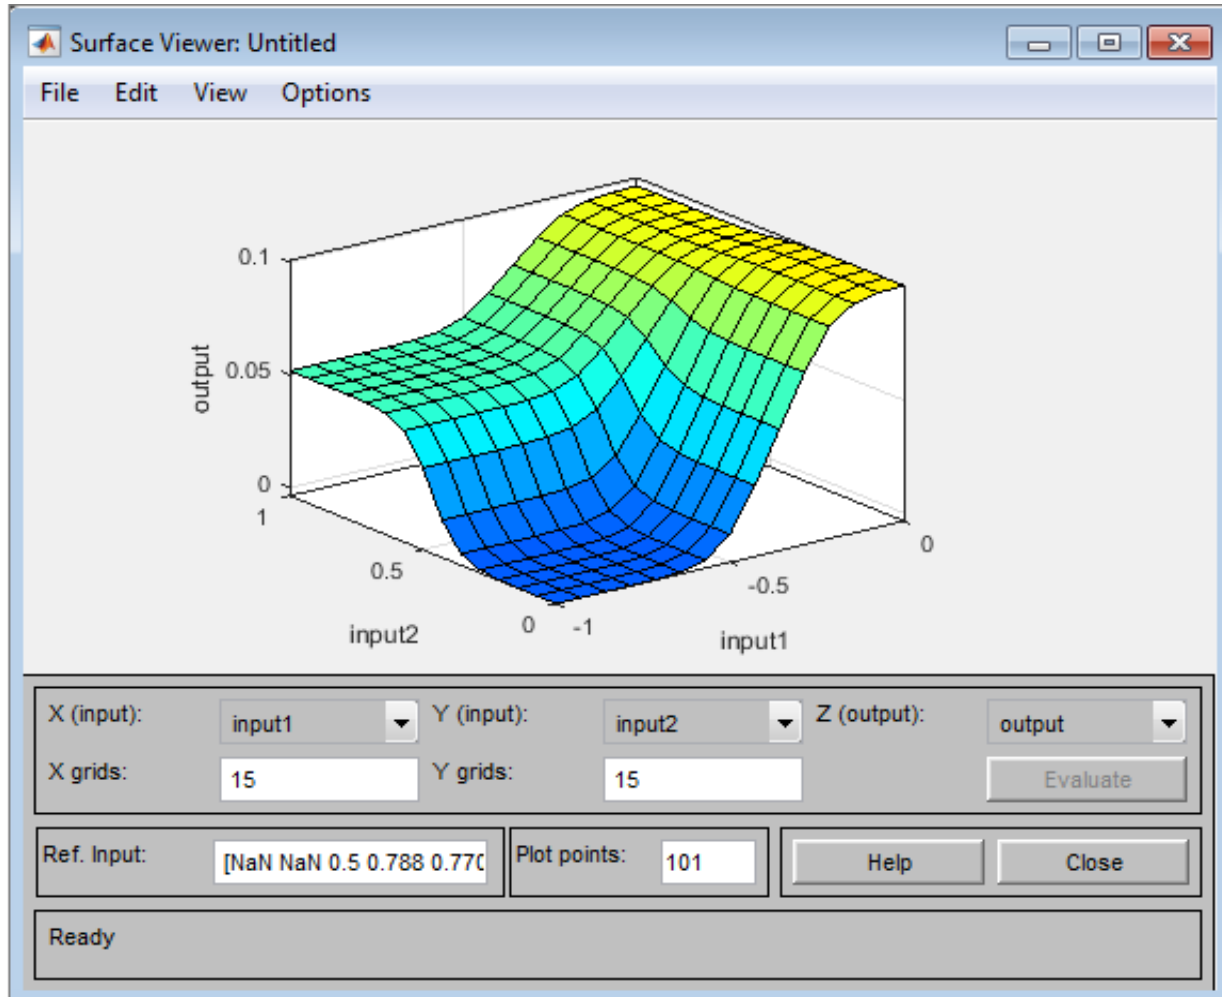 Surface Viewer: Untitled
File Edit View Options
0.1
0.05
0
output
1
0.5
0
input2
-1
-0.5
0
input1
X (input): input1 Y (input): input2 Z (output): output
X grids: 15 Y grids: 15 Evaluate
Ref. Input: [NaN NaN 0.5 0.788 0.770 Plot points: 101 Help Close
Ready